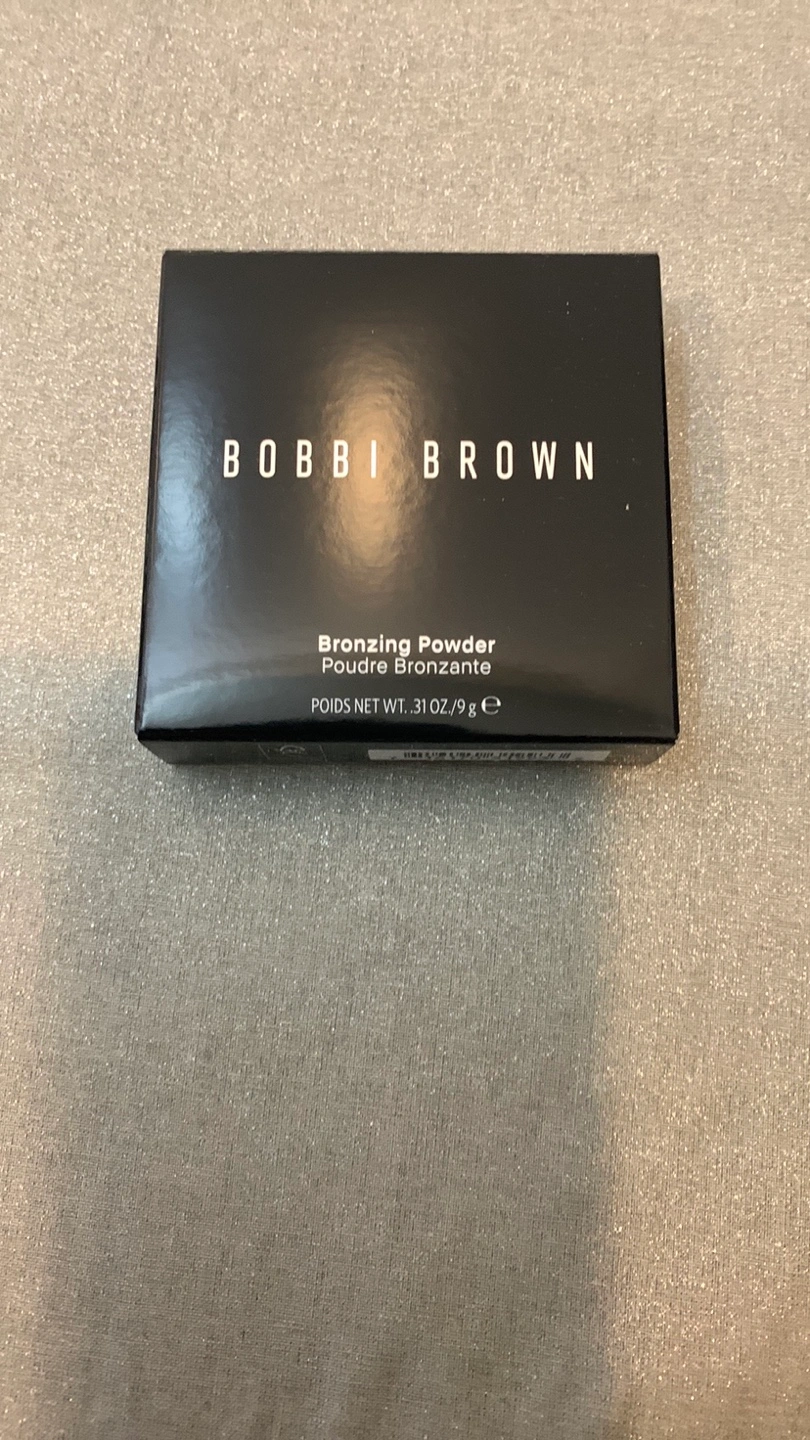 BOBBI BROWN
Bronzing Powder
Poudre Bronzante
POIDS NET WT. .31 OZ./9 g ℮